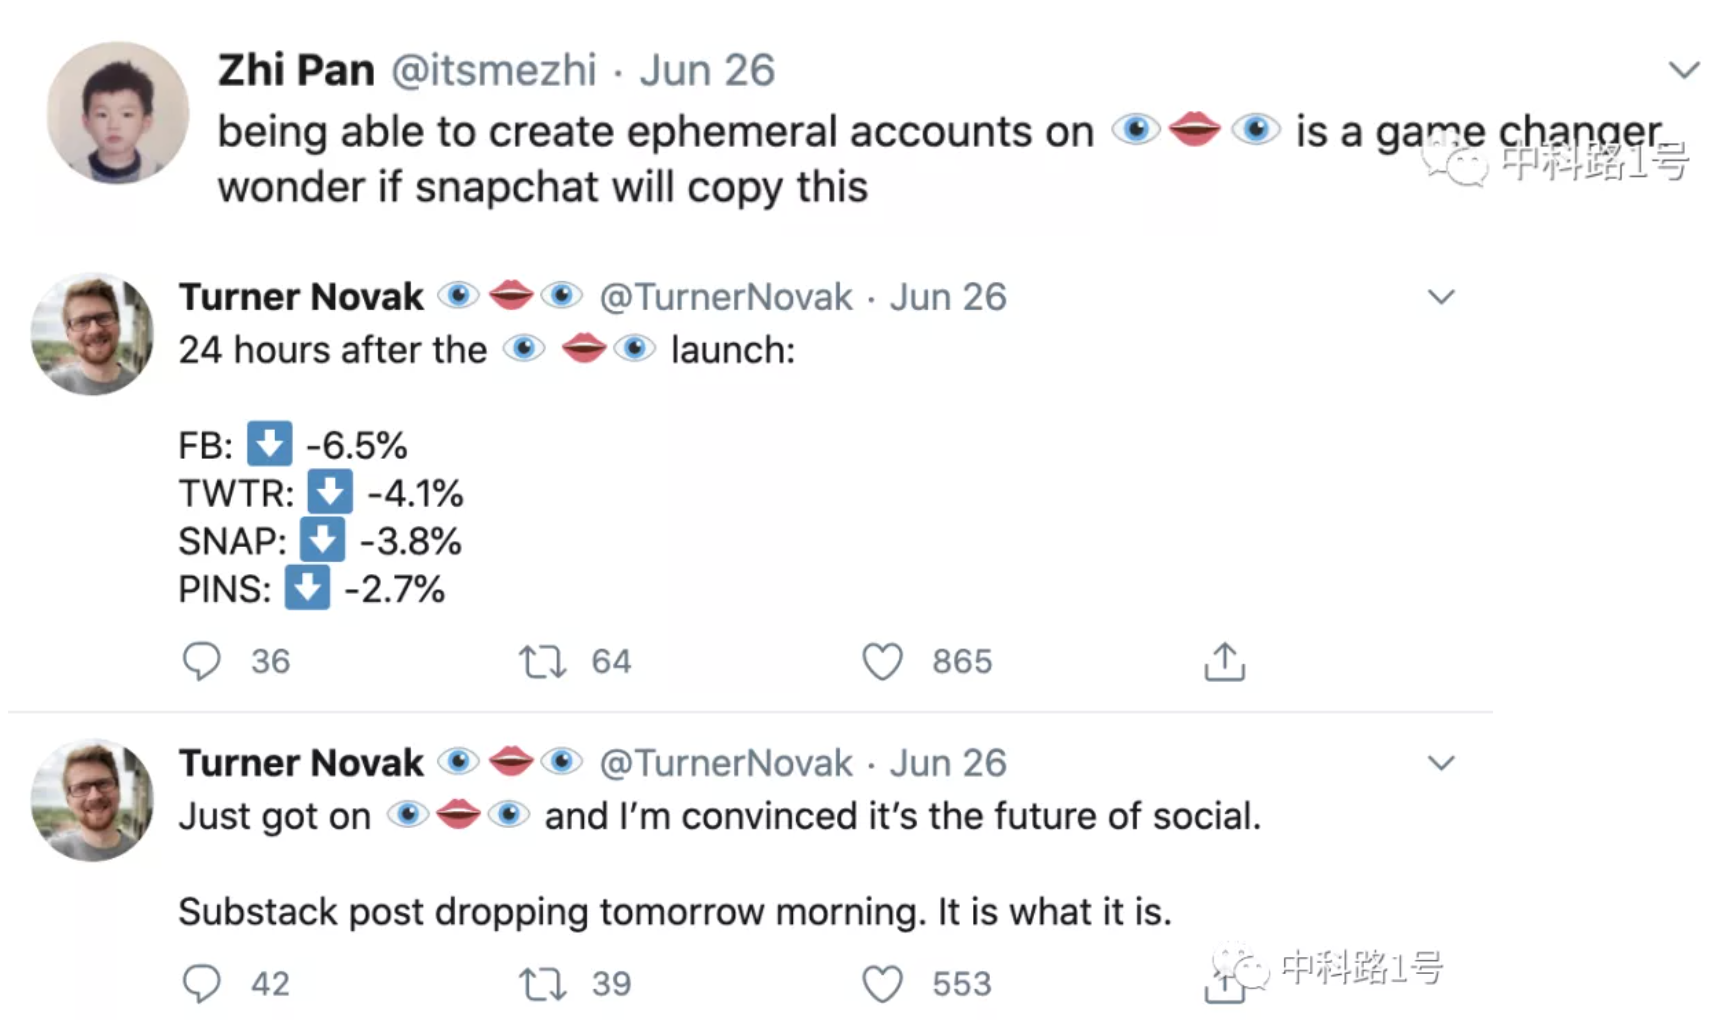 Zhi Pan @itsmezhi · Jun 26
being able to create ephemeral accounts on 👁👄👁 is a game changer
wonder if snapchat will copy this
中科路1号
Turner Novak 👁👄👁 @TurnerNovak · Jun 26
24 hours after the 👁👄👁 launch:
FB: ⬇ -6.5%
TWTR: ⬇ -4.1%
SNAP: ⬇ -3.8%
PINS: ⬇ -2.7%
36 64 865
Turner Novak 👁👄👁 @TurnerNovak · Jun 26
Just got on 👁👄👁 and I’m convinced it’s the future of social.
Substack post dropping tomorrow morning. It is what it is.
中科路1号
42 39 553